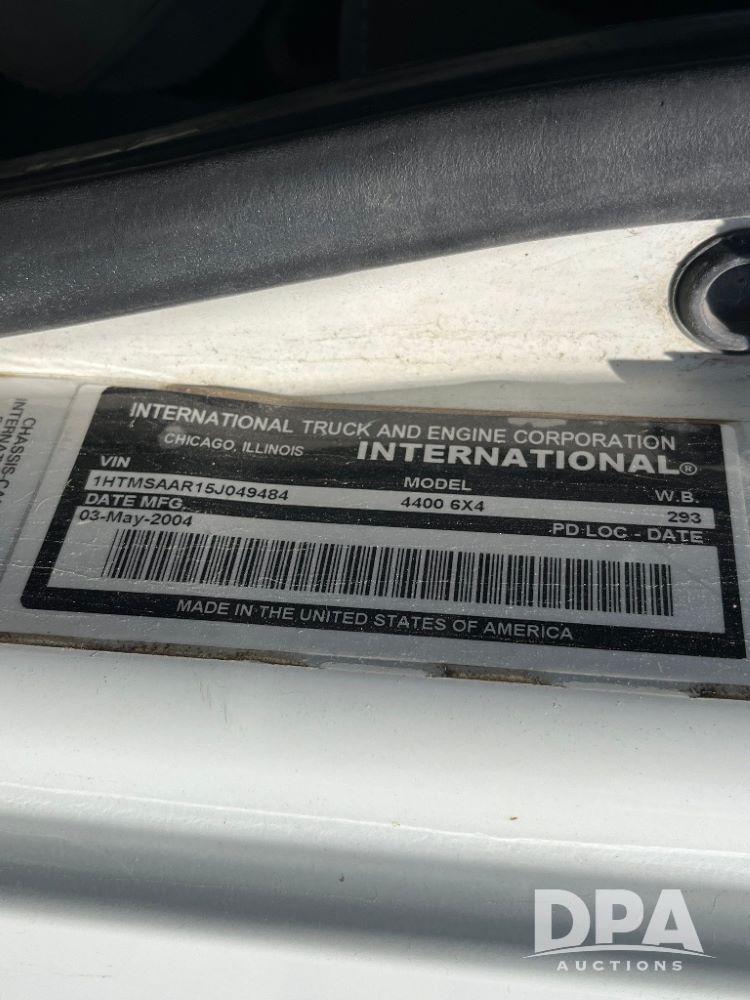 INTERNATIONAL TRUCK AND ENGINE CORPORATION
CHICAGO, ILLINOIS INTERNATIONAL®
VIN MODEL W.B.
1HTMSAAR15J049484 4400 6X4 293
DATE MFG. PD LOC - DATE
03-May-2004
MADE IN THE UNITED STATES OF AMERICA
DPA
AUCTIONS